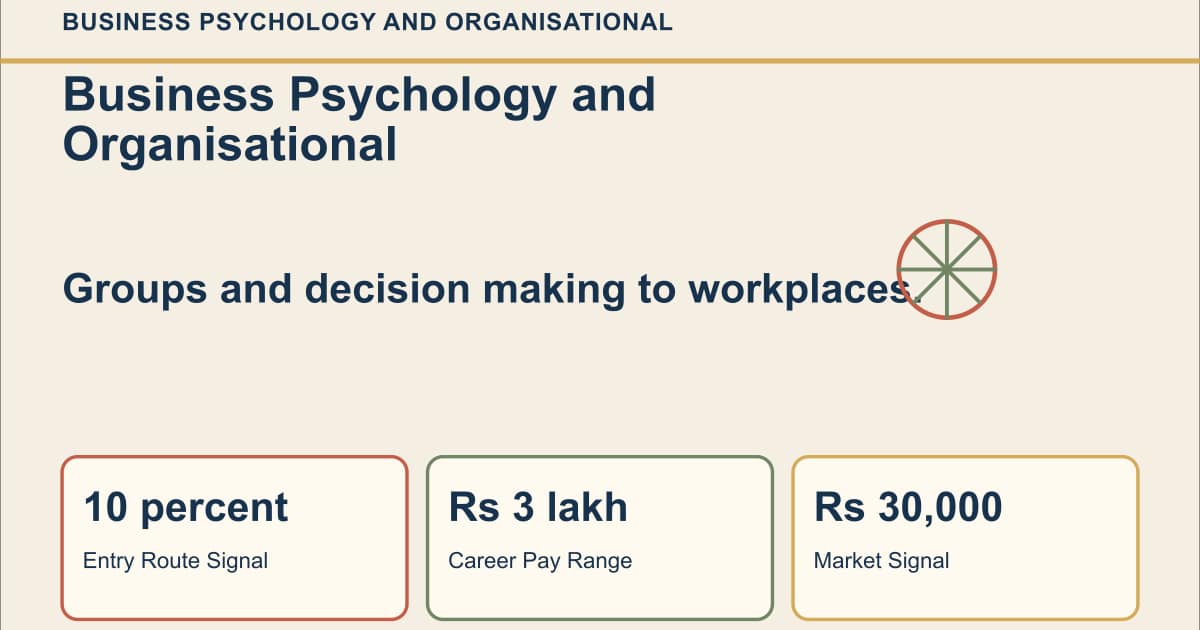 BUSINESS PSYCHOLOGY AND ORGANISATIONAL
Business Psychology and
Organisational
Groups and decision making to workplaces.
10 percent
Entry Route Signal
Rs 3 lakh
Career Pay Range
Rs 30,000
Market Signal